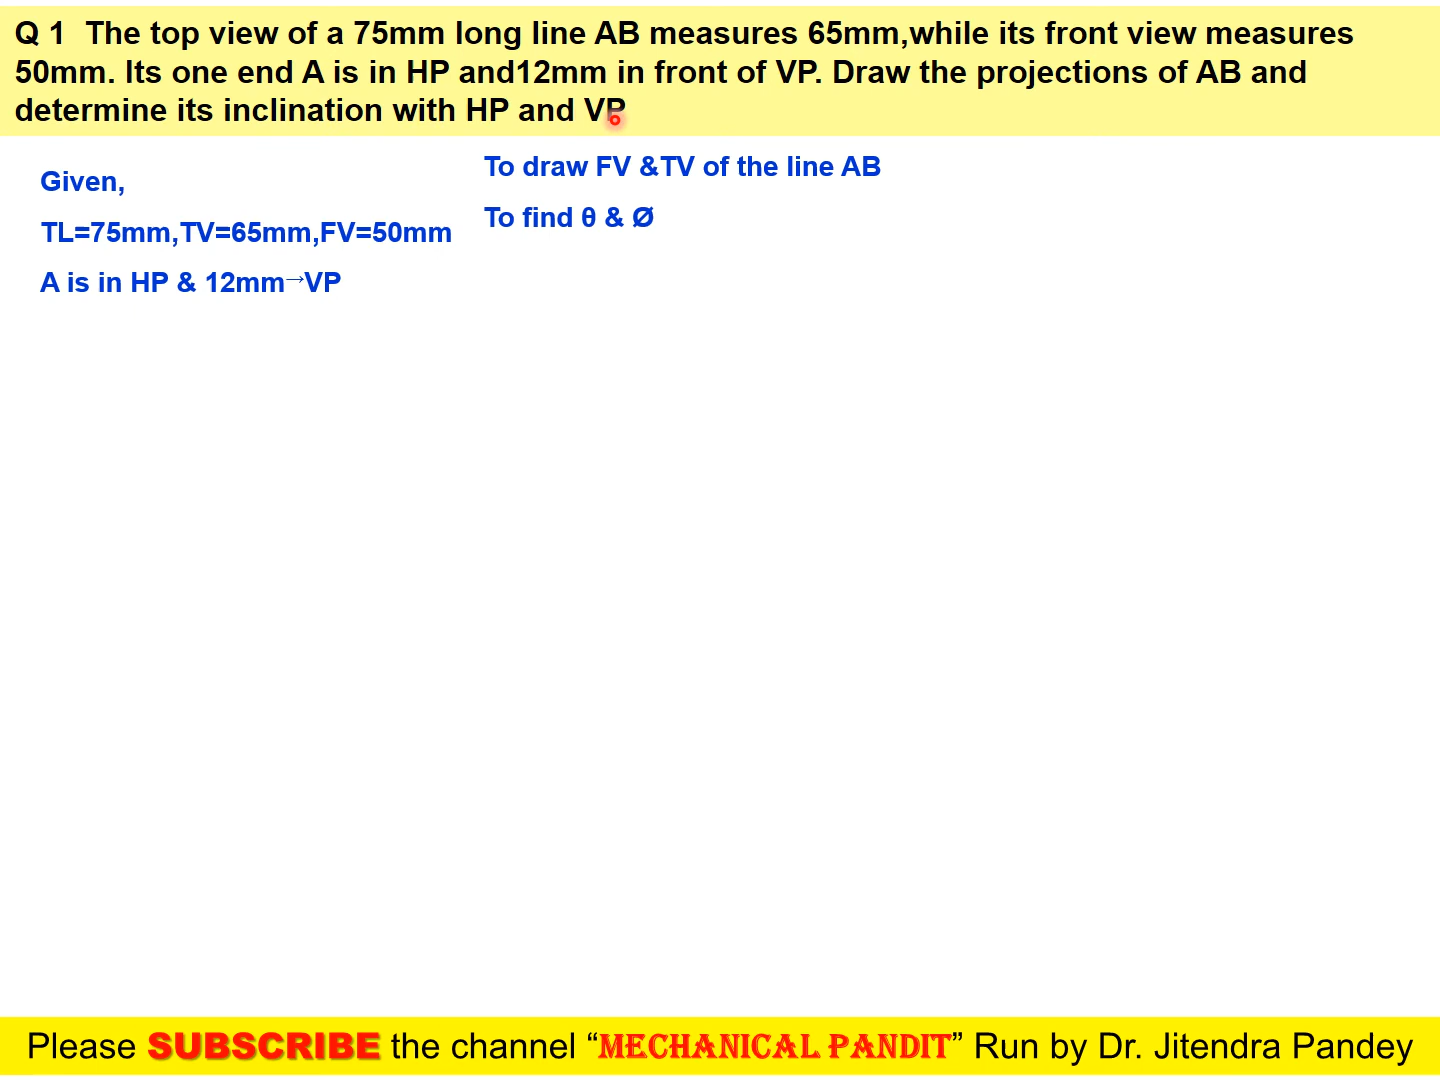 Q 1 The top view of a 75mm long line AB measures 65mm,while its front view measures
50mm. Its one end A is in HP and12mm in front of VP. Draw the projections of AB and
determine its inclination with HP and VP
Given,
TL=75mm,TV=65mm,FV=50mm
A is in HP & 12mm→VP
To draw FV &TV of the line AB
To find θ & Ø
Please SUBSCRIBE the channel “MECHANICAL PANDIT” Run by Dr. Jitendra Pandey